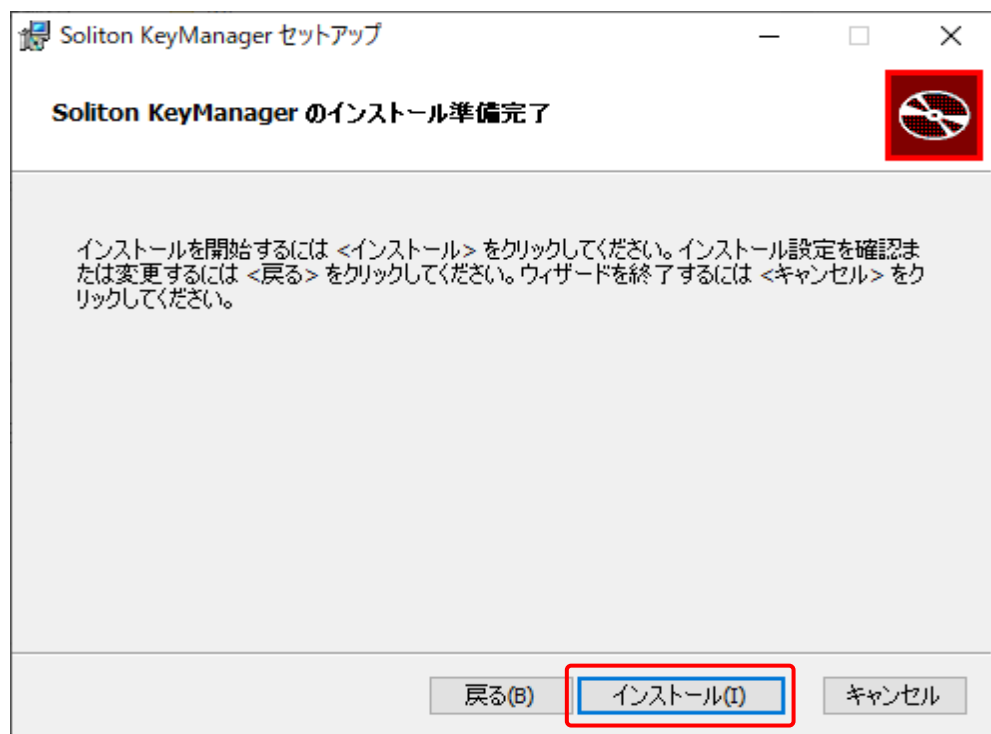 Soliton KeyManager セットアップ
Soliton KeyManager のインストール準備完了
インストールを開始するには <インストール> をクリックしてください。インストール設定を確認ま
たは変更するには <戻る> をクリックしてください。ウィザードを終了するには <キャンセル> をク
リックしてください。
戻る(B) インストール(I) キャンセル